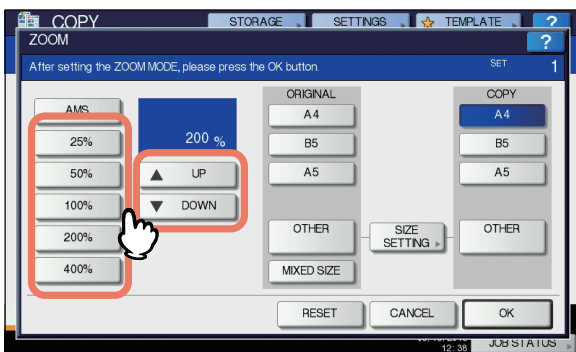 COPY STORAGE SETTINGS TEMPLATE ?
ZOOM ?
After setting the ZOOM MODE, please press the OK button. SET 1
ORIGINAL COPY
AMS A4 A4
25% 200 % B5 B5
50% UP A5 A5
100% DOWN
200% OTHER SIZE SETTING OTHER
400% MIXED SIZE
RESET CANCEL OK
12:38 JOB STATUS